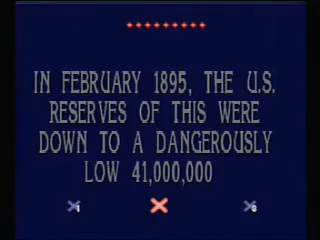 IN FEBRUARY 1895, THE U.S.
RESERVES OF THIS WERE
DOWN TO A DANGEROUSLY
LOW 41,000,000